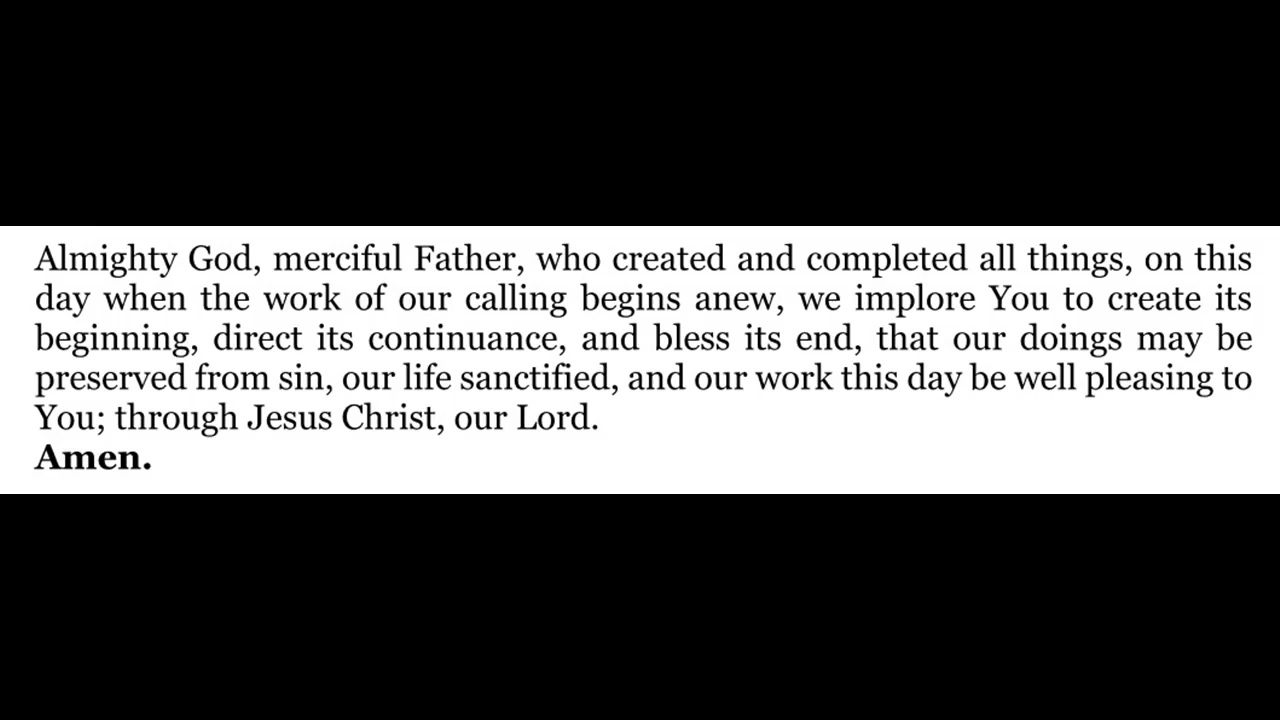 Almighty God, merciful Father, who created and completed all things, on this
day when the work of our calling begins anew, we implore You to create its
beginning, direct its continuance, and bless its end, that our doings may be
preserved from sin, our life sanctified, and our work this day be well pleasing to
You; through Jesus Christ, our Lord.
Amen.